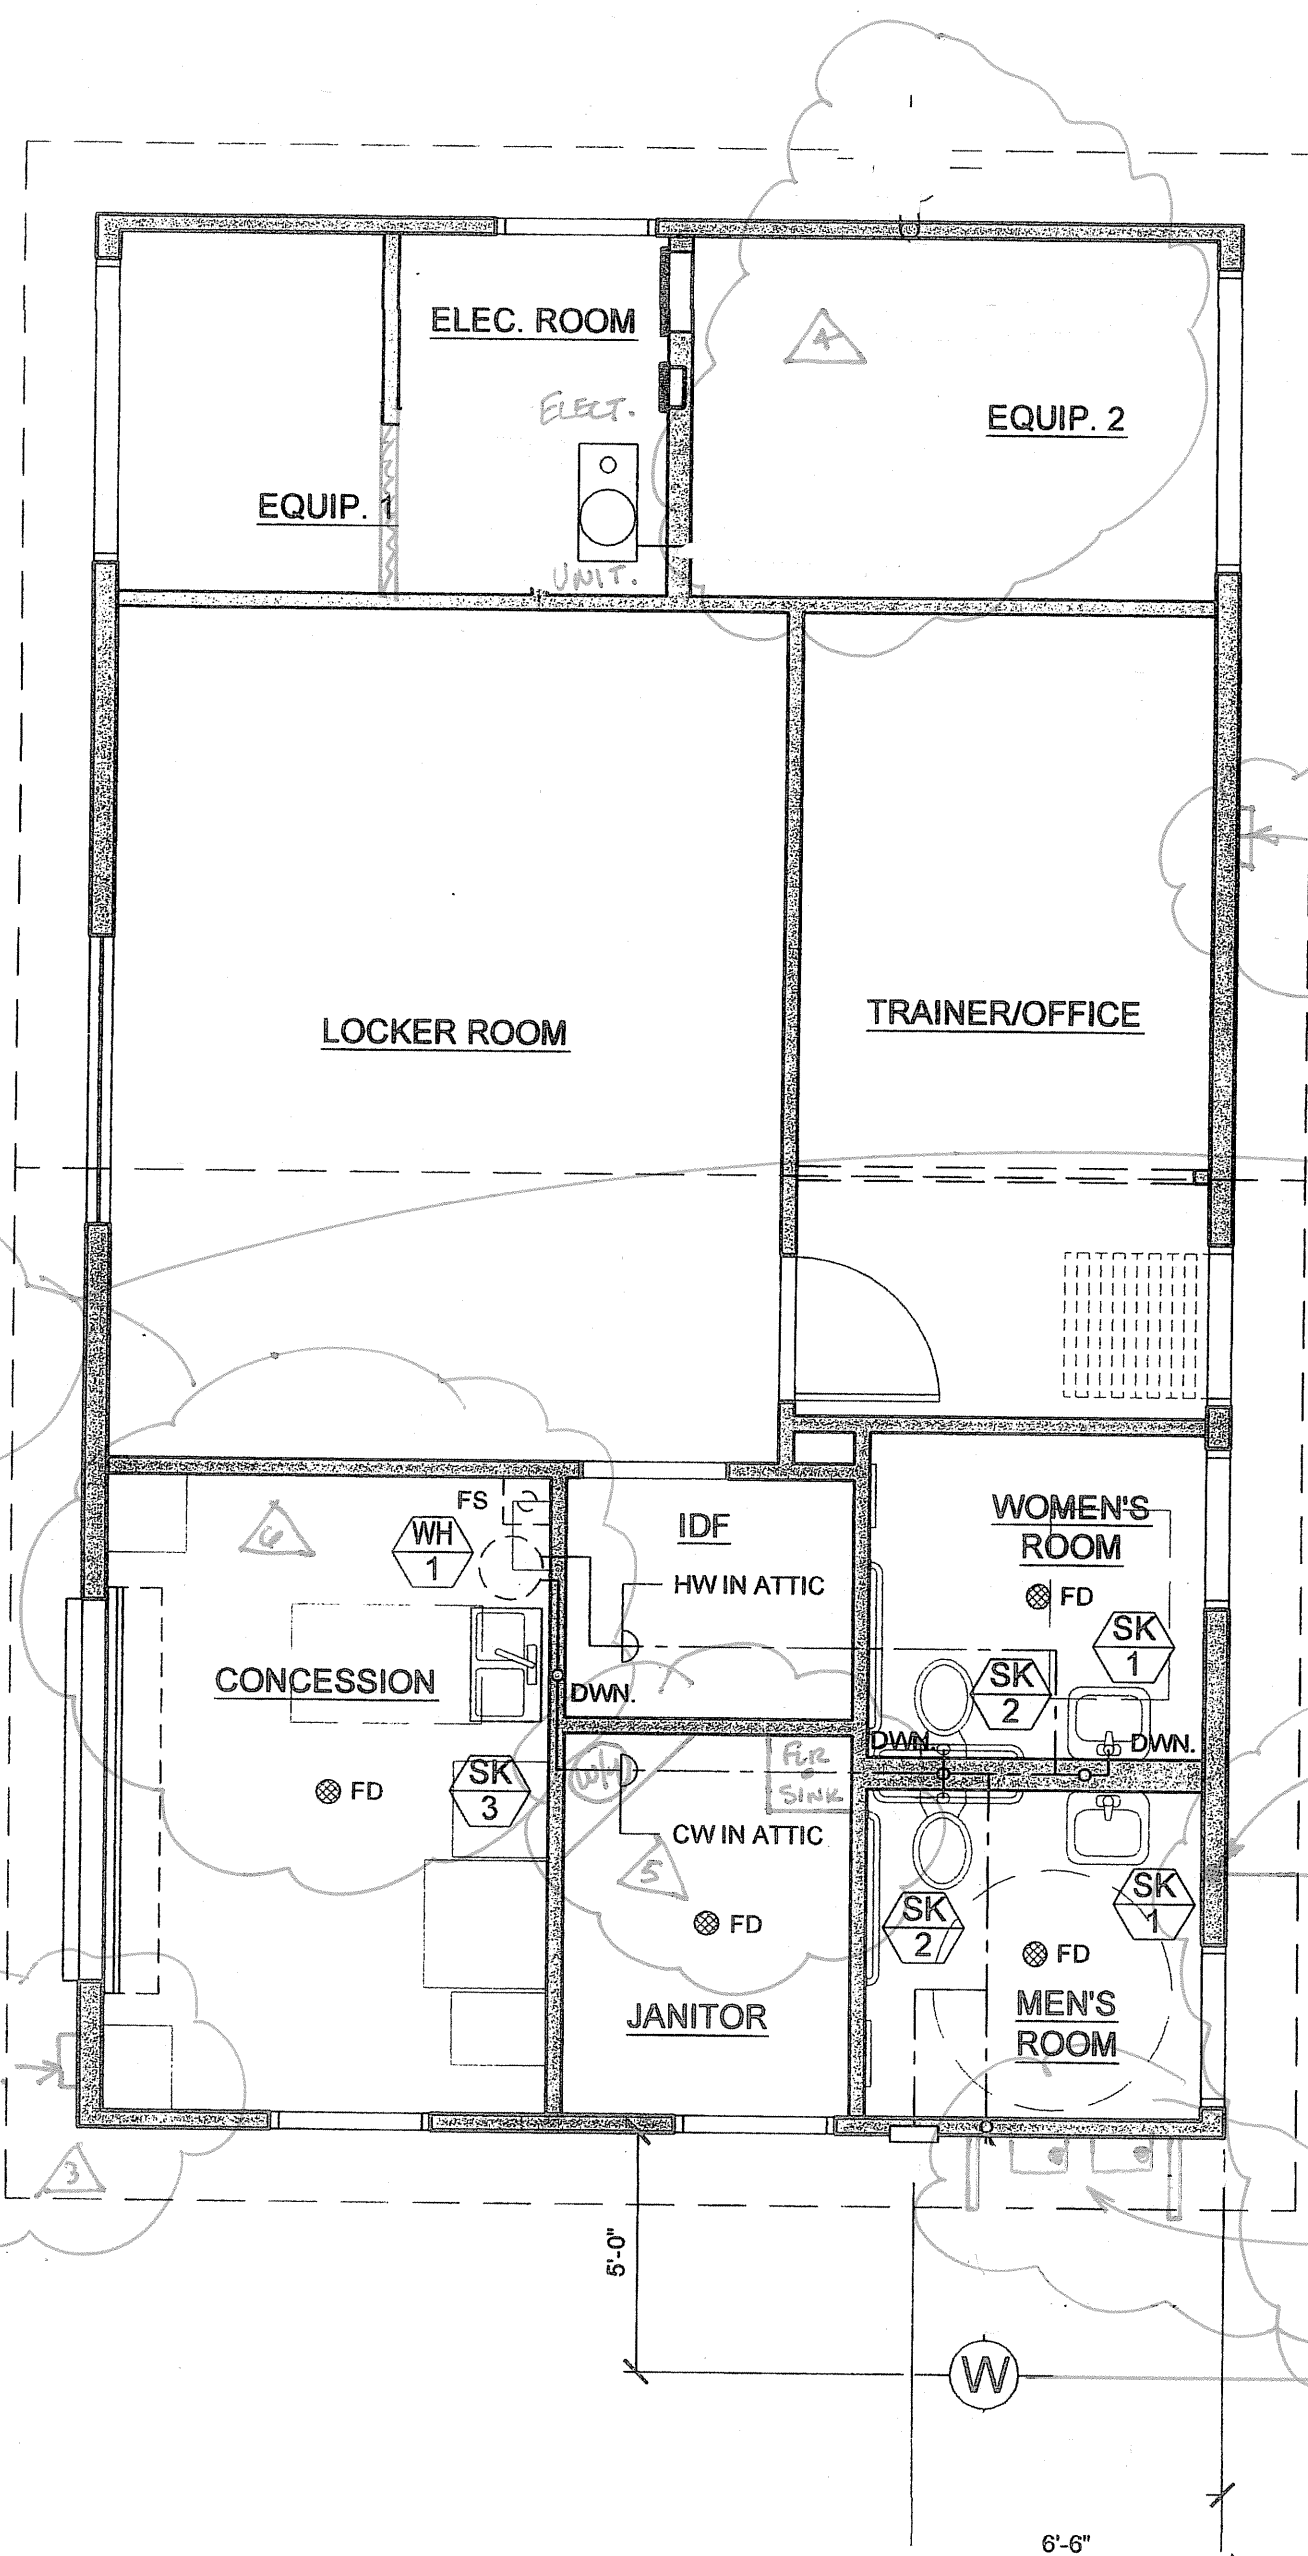 ELEC. ROOM
4
ELECT.
EQUIP. 2
EQUIP. 1
UNIT.
LOCKER ROOM
TRAINER/OFFICE
FS
WH
1
6
IDF
WOMEN'S
ROOM
HW IN ATTIC
FD
SK
1
CONCESSION
SK
2
DWN.
DWN.
DWN.
FLR
SINK
FD
SK
3
CW IN ATTIC
5
SK
2
SK
1
FD
FD
JANITOR
MEN'S
ROOM
3
5'-0"
W
6'-6"